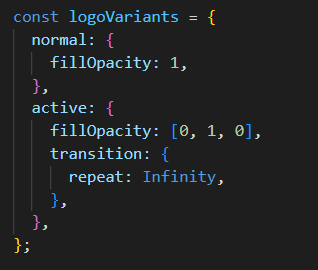 const logoVariants = {
  normal: {
    fillOpacity: 1,
  },
  active: {
    fillOpacity: [0, 1, 0],
    transition: {
      repeat: Infinity,
    },
  },
};